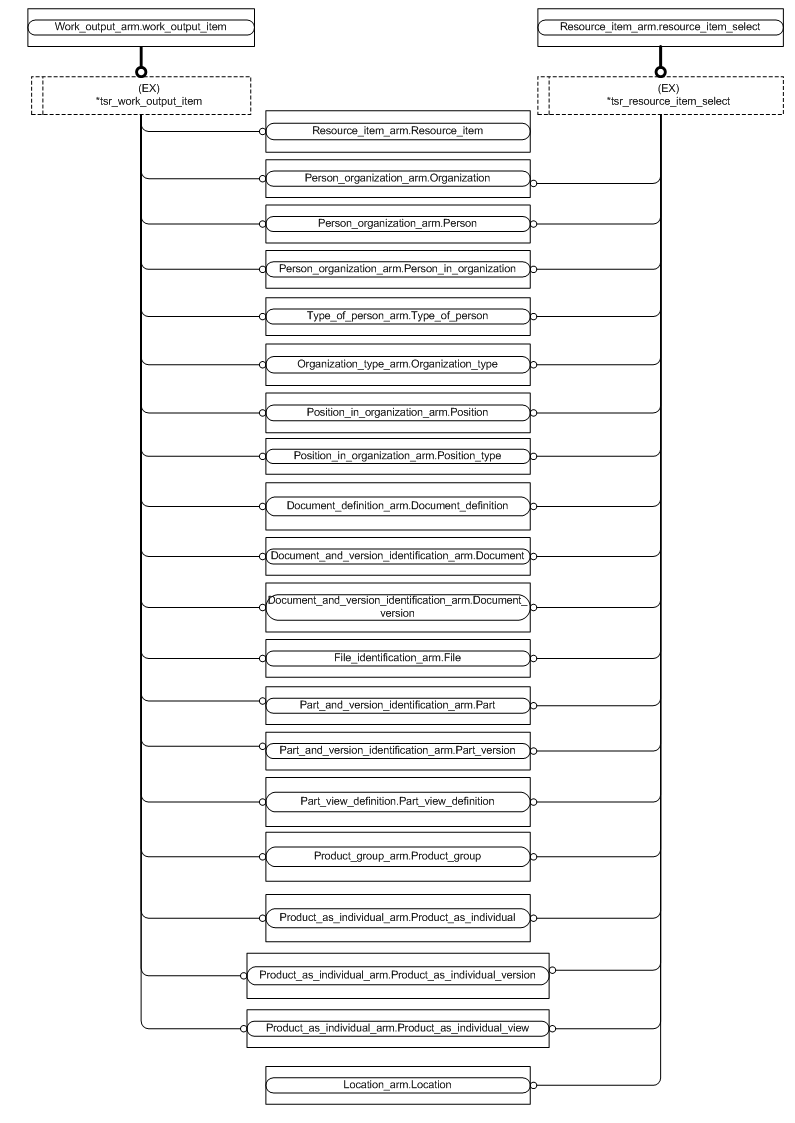 Work_output_arm.work_output_item
Resource_item_arm.resource_item_select
(EX)
*tsr_work_output_item
(EX)
*tsr_resource_item_select
Resource_item_arm.Resource_item
Person_organization_arm.Organization
Person_organization_arm.Person
Person_organization_arm.Person_in_organization
Type_of_person_arm.Type_of_person
Organization_type_arm.Organization_type
Position_in_organization_arm.Position
Position_in_organization_arm.Position_type
Document_definition_arm.Document_definition
Document_and_version_identification_arm.Document
Document_and_version_identification_arm.Document_
version
File_identification_arm.File
Part_and_version_identification_arm.Part
Part_and_version_identification_arm.Part_version
Part_view_definition.Part_view_definition
Product_group_arm.Product_group
Product_as_individual_arm.Product_as_individual
Product_as_individual_arm.Product_as_individual_version
Product_as_individual_arm.Product_as_individual_view
Location_arm.Location